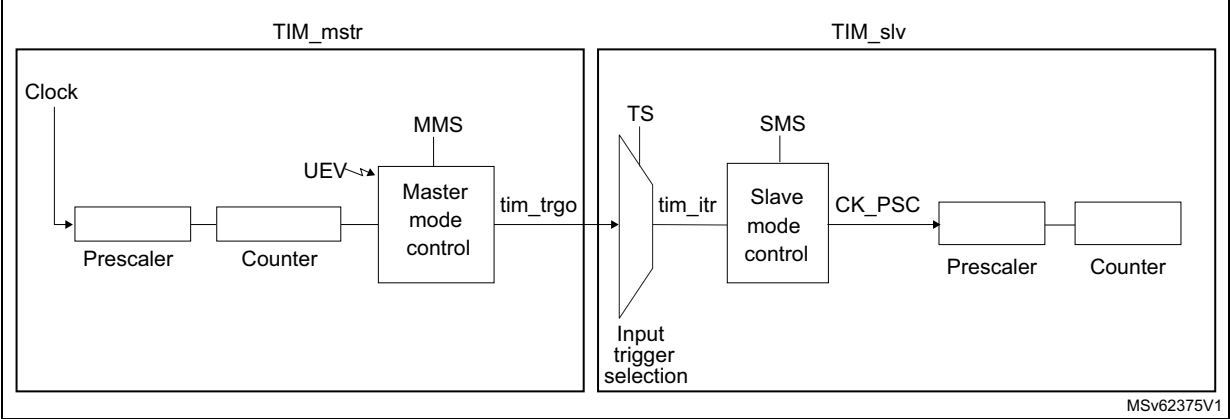 TIM_mstr
TIM_slv
Clock
MMS
TS
SMS
UEV
Master
mode
control
tim_trgo
tim_itr
Slave
mode
control
CK_PSC
Prescaler
Counter
Prescaler
Counter
Input
trigger
selection
MSv62375V1